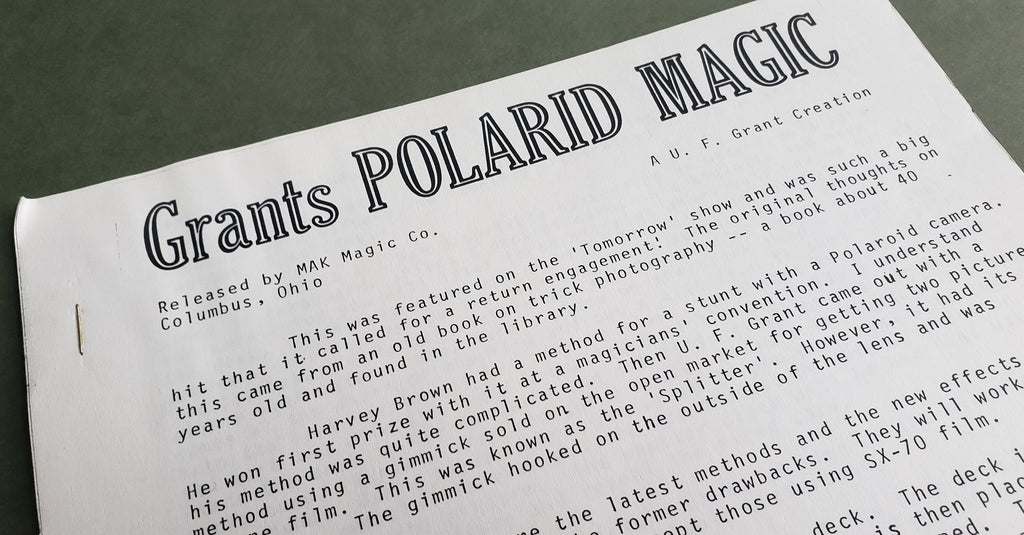 Grants POLARID MAGIC
A U. F. Grant Creation
Released by MAK Magic Co.
Columbus, Ohio
This was featured on the 'Tomorrow' show and was such a big
hit that it called for a return engagement! The original thoughts on
this came from an old book on trick photography -- a book about 40
years old and found in the library.
Harvey Brown had a method for a stunt with a Polaroid camera.
He won first prize with it at a magicians' convention. I understand
his method was quite complicated. Then U. F. Grant came out with a
method using a gimmick sold on the open market for getting two picture
film. This was known as the 'Splitter'. However, it had its
The gimmick hooked on the outside of the lens and was
the latest methods and the new effects
former drawbacks. They will work
those using SX-70 film.
deck. The deck
is then plac